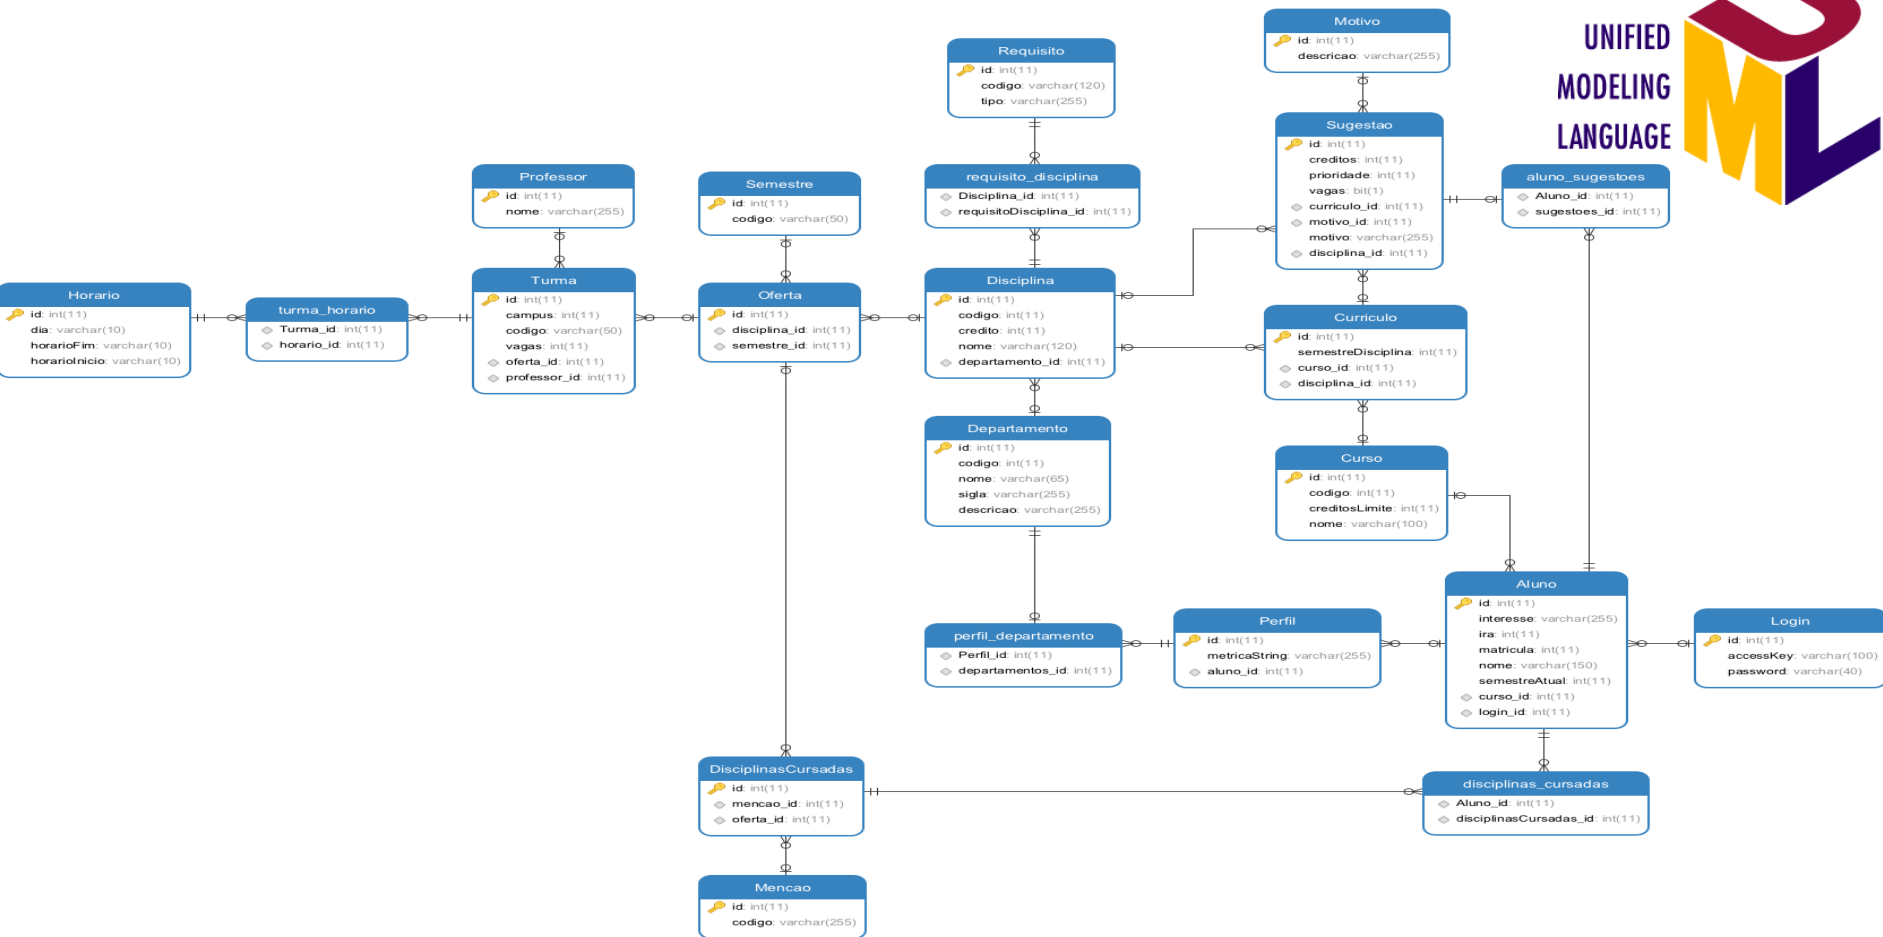 UNIFIED
MODELING
LANGUAGE
Motivo
id: int(11)
descricao: varchar(255)
Requisito
id: int(11)
codigo: varchar(120)
tipo: varchar(255)
Sugestao
id: int(11)
creditos: int(11)
prioridade: int(11)
vagas: bit(1)
curriculo_id: int(11)
motivo_id: int(11)
motivo: varchar(255)
disciplina_id: int(11)
aluno_sugestoes
Aluno_id: int(11)
sugestoes_id: int(11)
Professor
id: int(11)
nome: varchar(255)
Semestre
id: int(11)
codigo: varchar(50)
requisito_disciplina
Disciplina_id: int(11)
requisitoDisciplina_id: int(11)
Horario
id: int(11)
dia: varchar(10)
horarioFim: varchar(10)
horarioInicio: varchar(10)
turma_horario
Turma_id: int(11)
horario_id: int(11)
Turma
id: int(11)
campus: int(11)
codigo: varchar(50)
vagas: int(11)
oferta_id: int(11)
professor_id: int(11)
Oferta
id: int(11)
disciplina_id: int(11)
semestre_id: int(11)
Disciplina
id: int(11)
codigo: int(11)
credito: int(11)
nome: varchar(120)
departamento_id: int(11)
Curriculo
id: int(11)
semestreDisciplina: int(11)
curso_id: int(11)
disciplina_id: int(11)
Departamento
id: int(11)
codigo: int(11)
nome: varchar(65)
sigla: varchar(255)
descricao: varchar(255)
Curso
id: int(11)
codigo: int(11)
creditosLimite: int(11)
nome: varchar(100)
perfil_departamento
Perfil_id: int(11)
departamentos_id: int(11)
Perfil
id: int(11)
metricaString: varchar(255)
aluno_id: int(11)
Aluno
id: int(11)
interesse: varchar(255)
ira: int(11)
matricula: int(11)
nome: varchar(150)
semestreAtual: int(11)
curso_id: int(11)
login_id: int(11)
Login
id: int(11)
accessKey: varchar(100)
password: varchar(40)
DisciplinasCursadas
id: int(11)
mencao_id: int(11)
oferta_id: int(11)
disciplinas_cursadas
Aluno_id: int(11)
disciplinasCursadas_id: int(11)
Mencao
id: int(11)
codigo: varchar(255)
UML